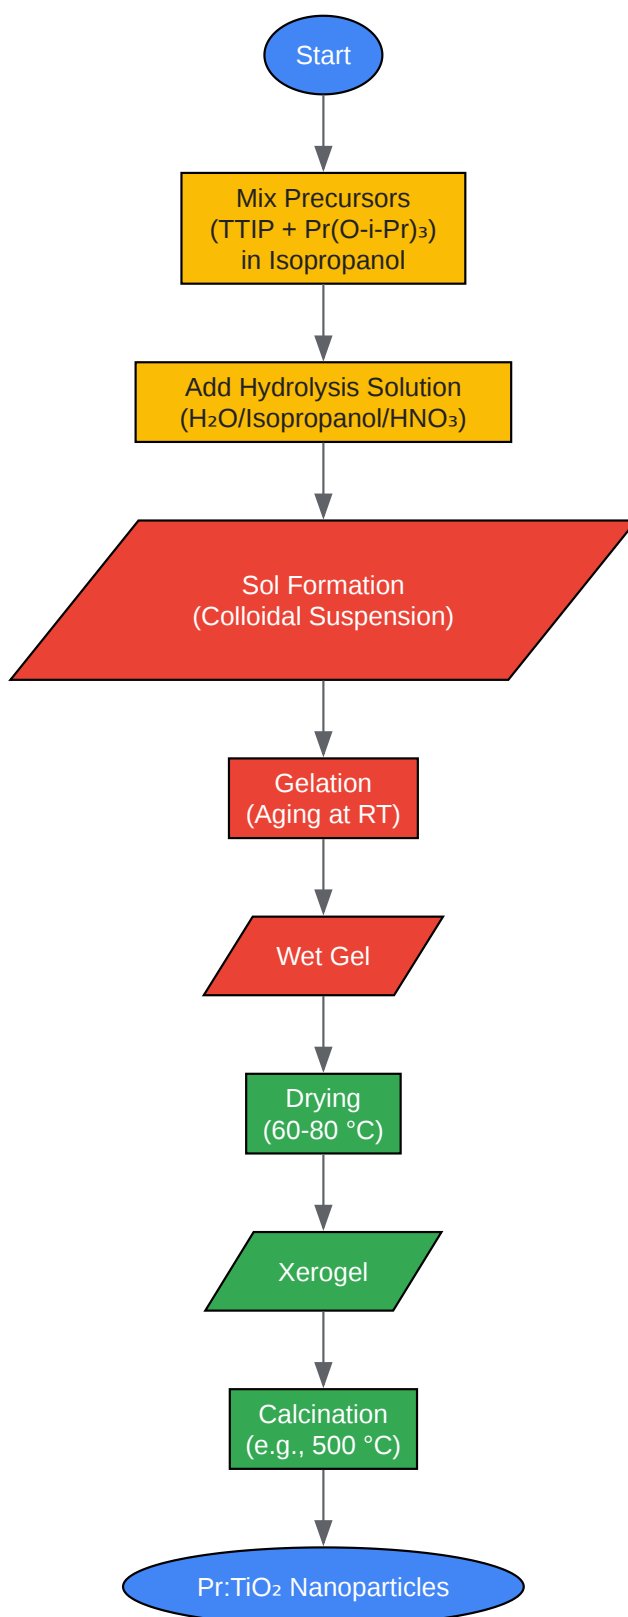 Start
Mix Precursors
(TTIP + Pr(O-i-Pr)₃)
in Isopropanol
Add Hydrolysis Solution
(H₂O/Isopropanol/HNO₃)
Sol Formation
(Colloidal Suspension)
Gelation
(Aging at RT)
Wet Gel
Drying
(60-80 °C)
Xerogel
Calcination
(e.g., 500 °C)
Pr:TiO₂ Nanoparticles